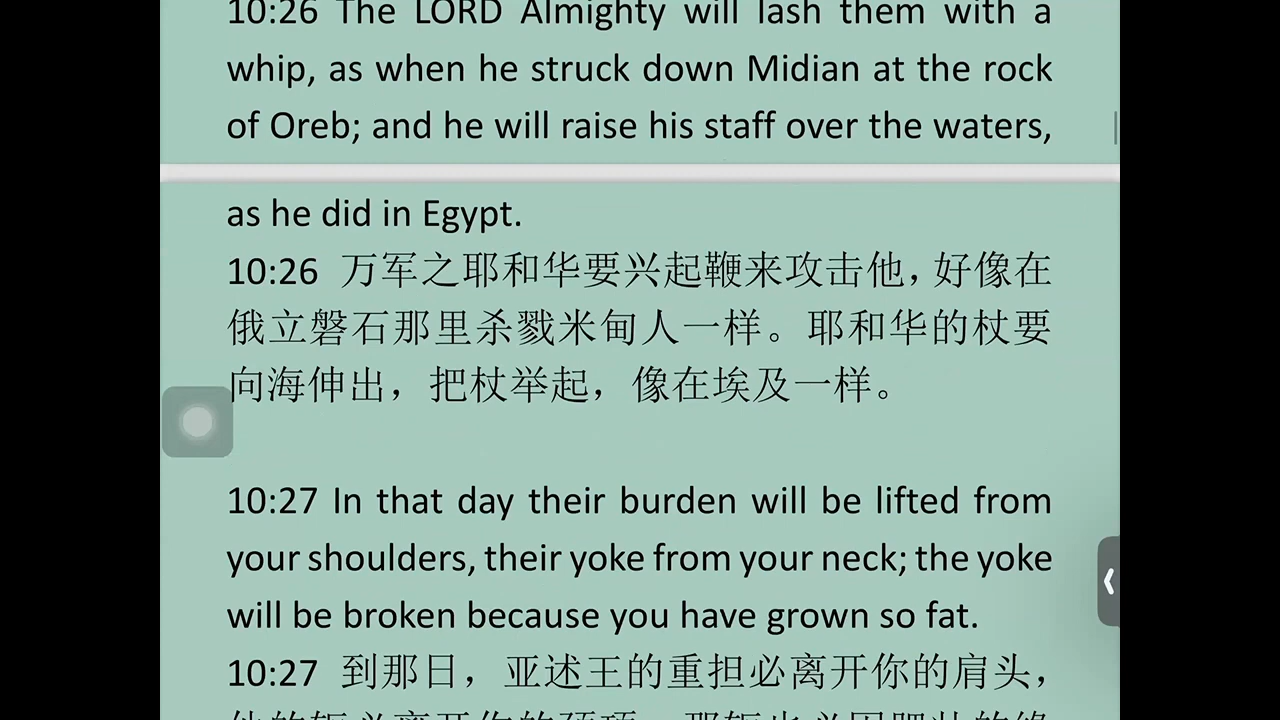 10:26 The LORD Almighty will lash them with a
whip, as when he struck down Midian at the rock
of Oreb; and he will raise his staff over the waters,
as he did in Egypt.
10:26 万军之耶和华要兴起鞭来攻击他，好像在
俄立磐石那里杀戮米甸人一样。耶和华的杖要
向海伸出，把杖举起，像在埃及一样。
10:27 In that day their burden will be lifted from
your shoulders, their yoke from your neck; the yoke
will be broken because you have grown so fat.
10:27 到那日，亚述王的重担必离开你的肩头，